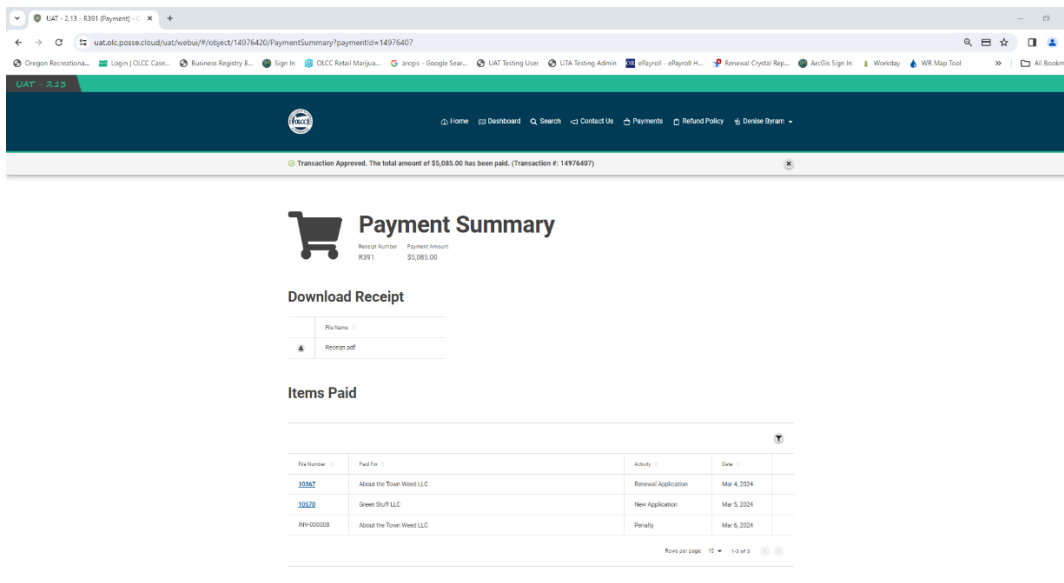 UAT - 2.13 - R391 (Payment) - C
uat.olc.posse.cloud/uat/webui/#/object/14976420/PaymentSummary?paymentId=14976407
Oregon Recreationa... Login | OLCC Case... Business Registry R... Sign In OLCC Retail Marijua... arcgis - Google Sear... UAT Testing User UTA Testing Admin ePayroll - ePayroll H... Renewal Crystal Rep... ArcGis Sign In Workday WR Map Tool » All Bookm
UAT - 2.13
OLCC Home Dashboard Search Contact Us Payments Refund Policy Denise Byram
Transaction Approved. The total amount of $5,085.00 has been paid. (Transaction #: 14976407)
Payment Summary
Receipt Number Payment Amount
R391 $5,085.00
Download Receipt
File Name
Receipt.pdf
Items Paid
File Number Paid For Activity Date
10367 About the Town Weed LLC Renewal Application Mar 4, 2024
10570 Green Stuff LLC New Application Mar 5, 2024
INV-000008 About the Town Weed LLC Penalty Mar 6, 2024
Rows per page: 10 1-3 of 3